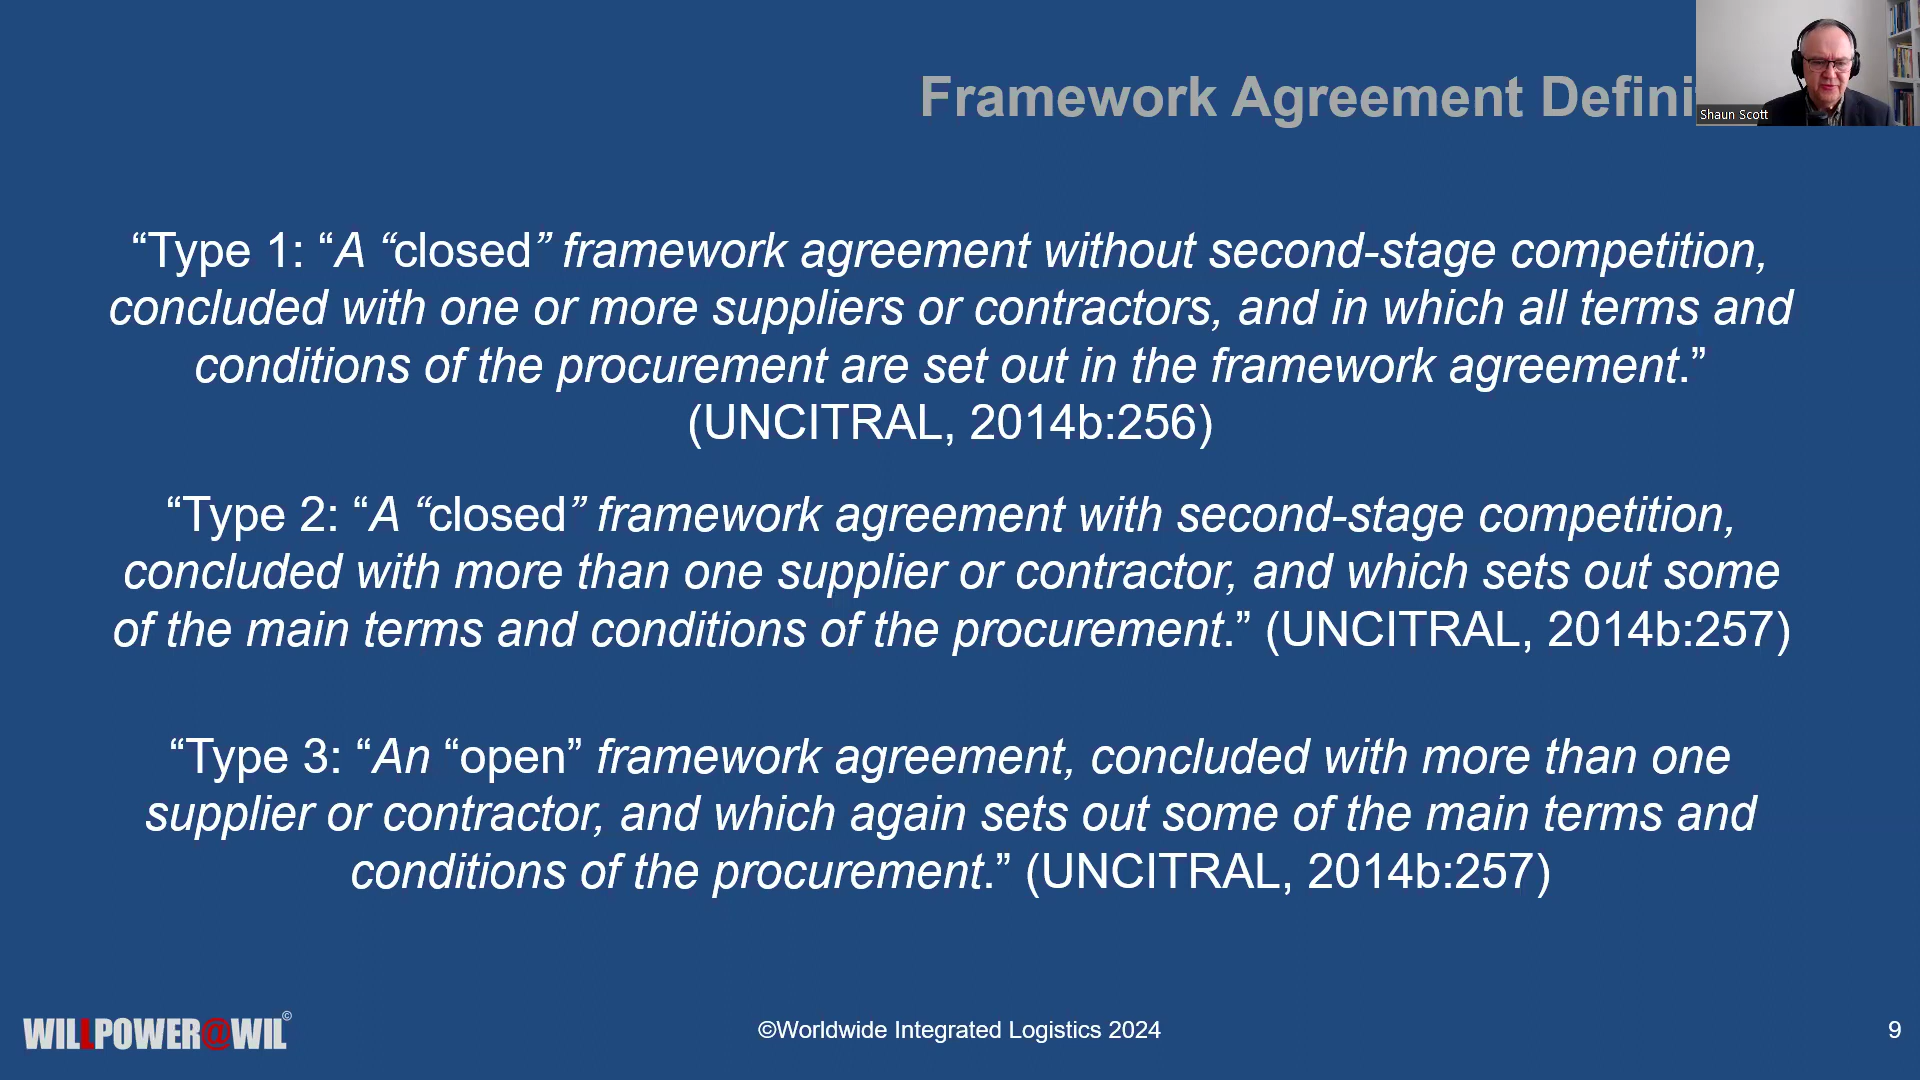 Framework Agreement Defini
Shaun Scott
“Type 1: “A “closed” framework agreement without second-stage competition,
concluded with one or more suppliers or contractors, and in which all terms and
conditions of the procurement are set out in the framework agreement.”
(UNCITRAL, 2014b:256)
“Type 2: “A “closed” framework agreement with second-stage competition,
concluded with more than one supplier or contractor, and which sets out some
of the main terms and conditions of the procurement.” (UNCITRAL, 2014b:257)
“Type 3: “An “open” framework agreement, concluded with more than one
supplier or contractor, and which again sets out some of the main terms and
conditions of the procurement.” (UNCITRAL, 2014b:257)
WILLPOWER@WIL©
©Worldwide Integrated Logistics 2024
9